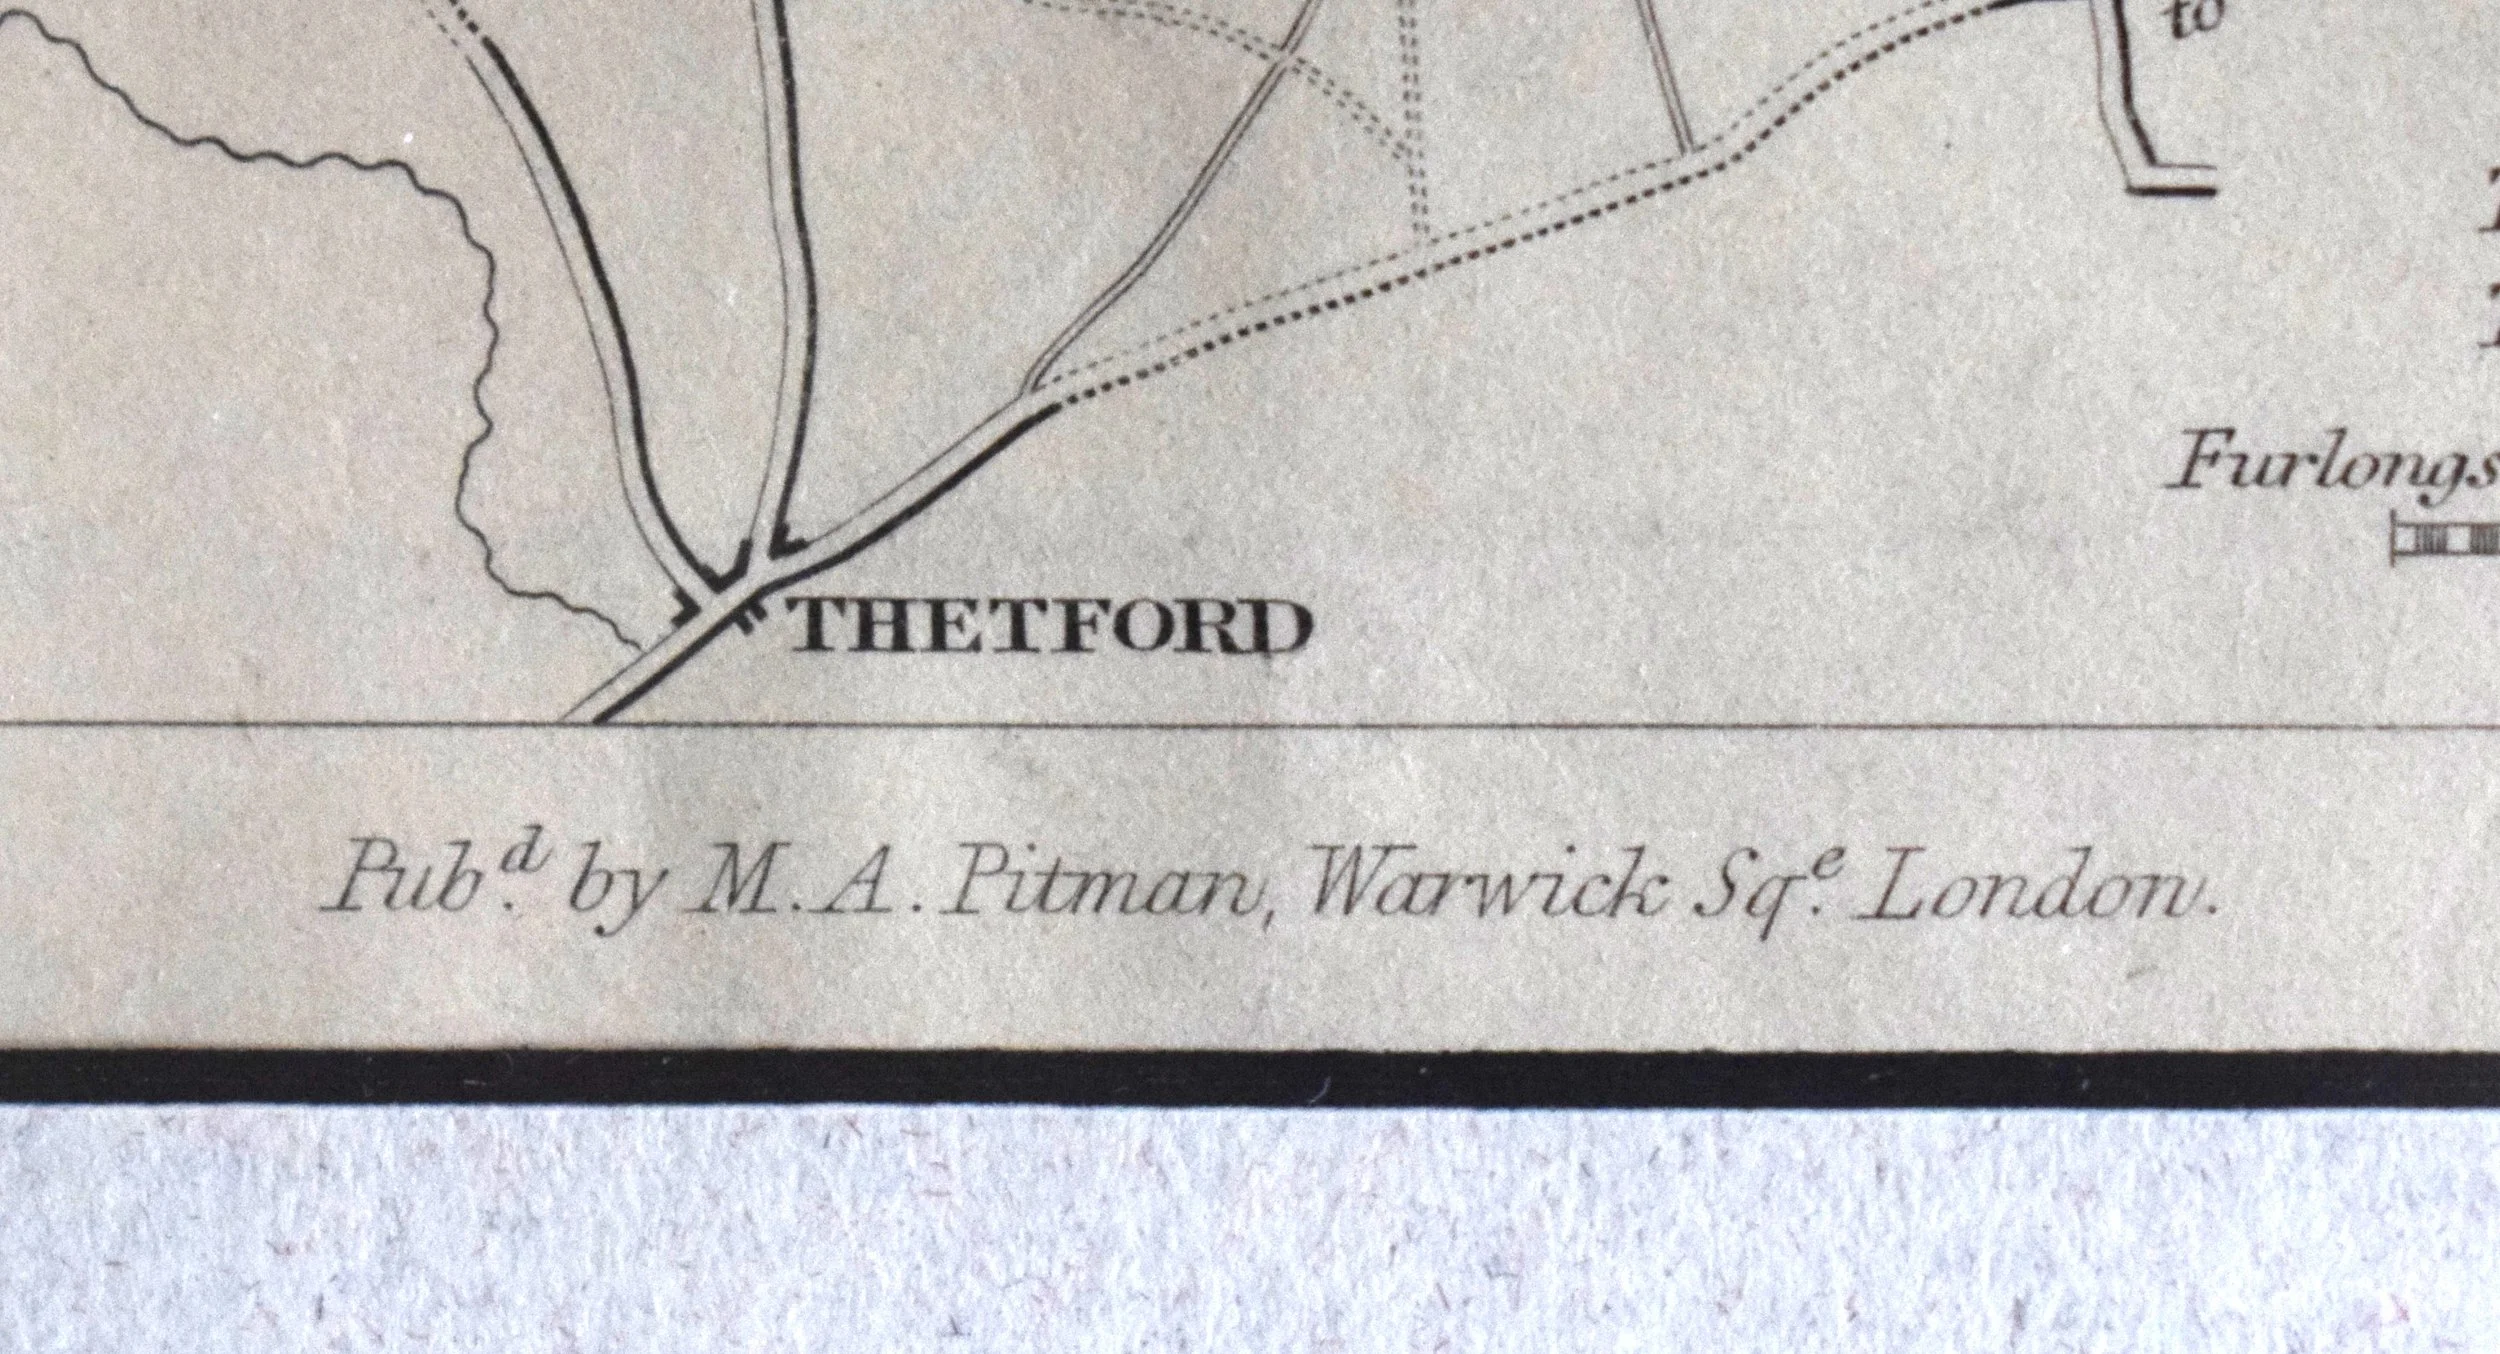 to
Furlongs
THETFORD
Pub.d by M. A. Pitman, Warwick Sq.e London.